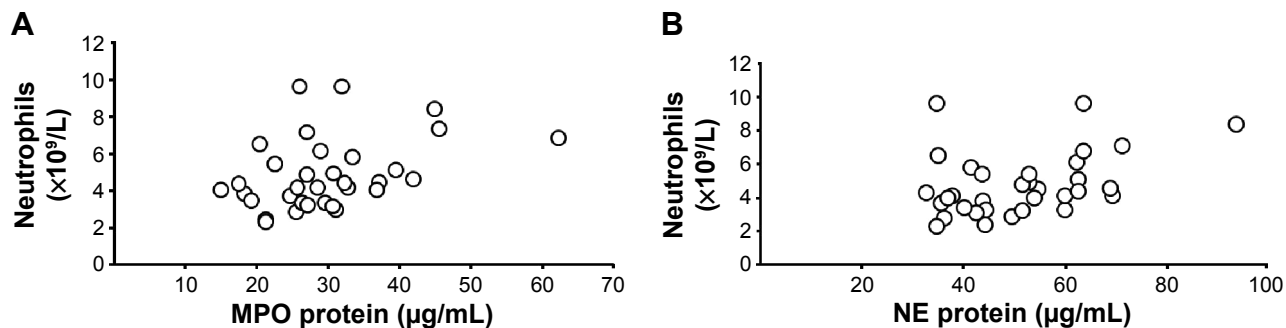 A
Neutrophils
(×10⁹/L)
12
10
8
6
4
2
0
10 20 30 40 50 60 70
MPO protein (µg/mL)
B
Neutrophils
(×10⁹/L)
12
10
8
6
4
2
0
20 40 60 80 100
NE protein (µg/mL)